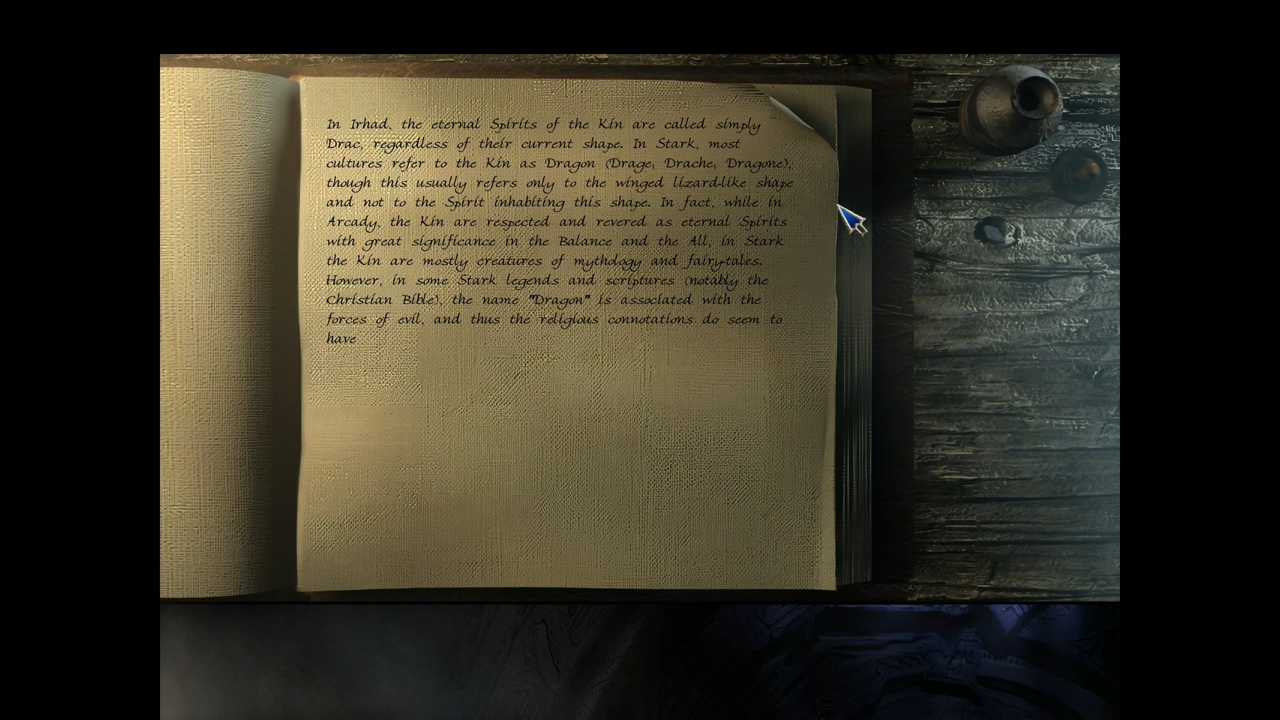 In Irhad, the eternal Spirits of the Kin are called simply
Drac, regardless of their current shape. In Stark, most
cultures refer to the Kin as Dragon (Drage, Drache, Dragone),
though this usually refers only to the winged lizard-like shape
and not to the Spirit inhabiting this shape. In fact, while in
Arcady, the Kin are respected and revered as eternal Spirits
with great significance in the Balance and the All, in Stark
the Kin are mostly creatures of mythology and fairy-tales.
However, in some Stark legends and scriptures (notably the
Christian Bible), the name "Dragon" is associated with the
forces of evil, and thus the religious connotations do seem to
have